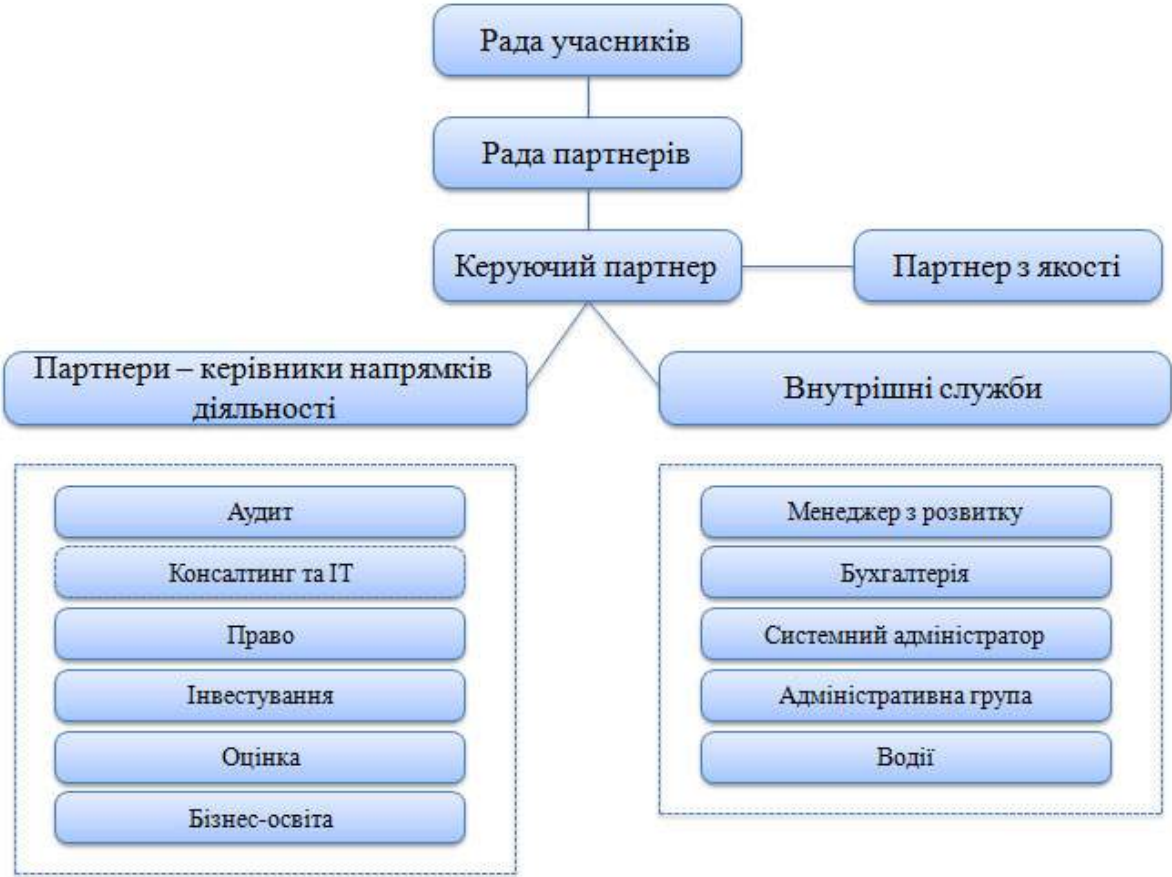 Рада учасників
Рада партнерів
Керуючий партнер
Партнер з якості
Партнери – керівники напрямків
діяльності
Внутрішні служби
Аудит
Консалтинг та ІТ
Право
Інвестування
Оцінка
Бізнес-освіта
Менеджер з розвитку
Бухгалтерія
Системний адміністратор
Адміністративна група
Водії